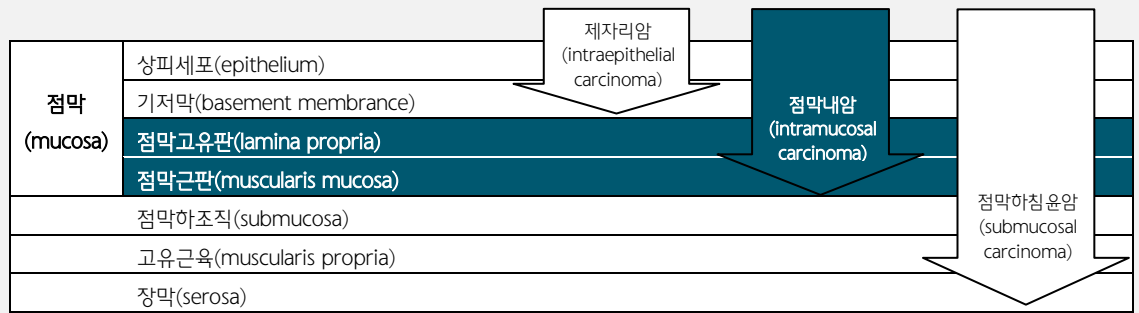 제자리암
(intraepithelial
carcinoma)
상피세포(epithelium)
기저막(basement membrance)
점막
(mucosa)
점막고유판(lamina propria)
점막근판(muscularis mucosa)
점막내암
(intramucosal
carcinoma)
점막하조직(submucosa)
고유근육(muscularis propria)
장막(serosa)
점막하침윤암
(submucosal
carcinoma)